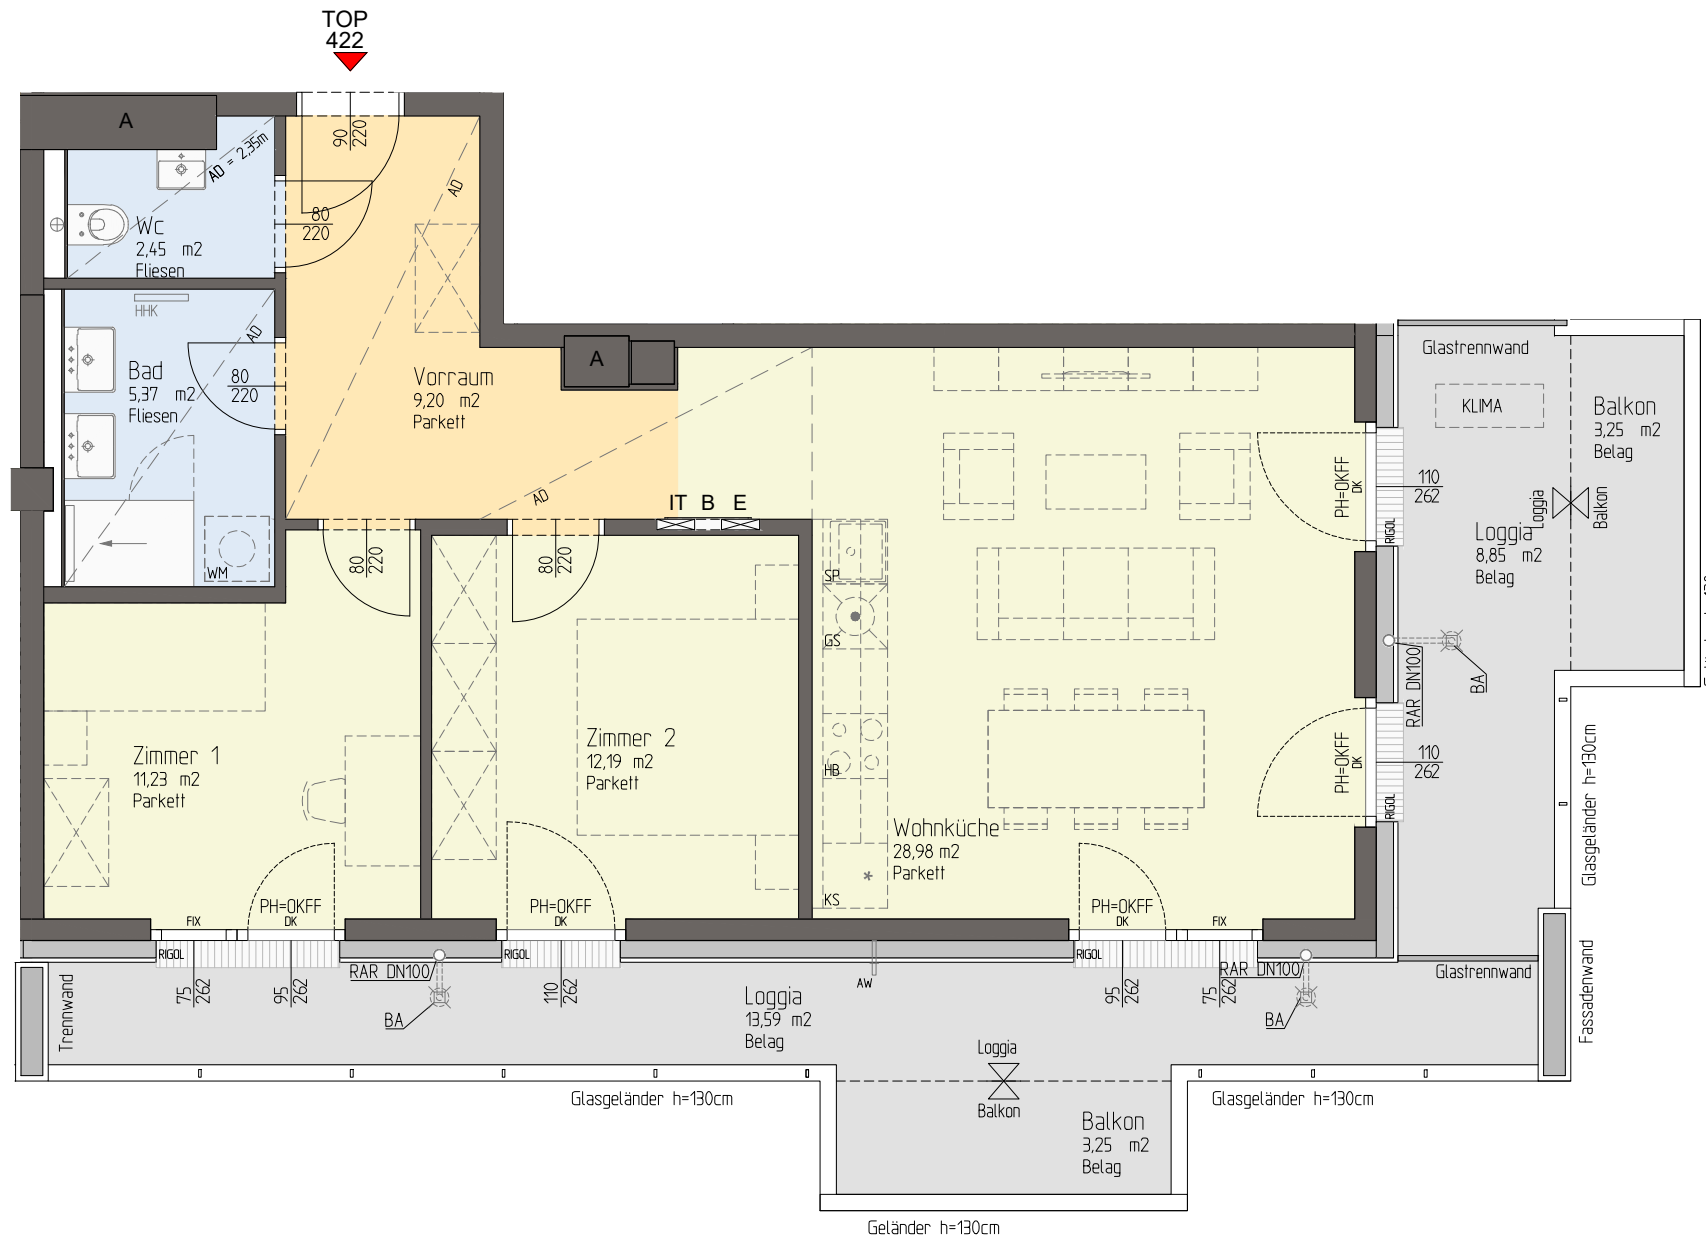 TOP
422
A
90
220
AD = 2,35m
AD
Wc
2,45 m2
Fliesen
80
220
HHK
AD
Bad
5,37 m2
Fliesen
80
220
WM
Vorraum
9,20 m2
Parkett
A
AD
IT B E
80
220
80
220
Glastrennwand
KLIMA
Balkon
3,25 m2
Belag
PH=OKFF
DK
110
262
RIGOL
Loggia
Balkon
Loggia
8,85 m2
Belag
SP
GS
HB
KS
*
RAR DN100
BA
Zimmer 1
11,23 m2
Parkett
Zimmer 2
12,19 m2
Parkett
Wohnküche
28,98 m2
Parkett
PH=OKFF
DK
110
262
RIGOL
Glasgeländer h=130cm
FIX
PH=OKFF
DK
PH=OKFF
DK
PH=OKFF
DK
FIX
RIGOL
RIGOL
RIGOL
RAR DN100
RAR DN100
Glastrennwand
Trennwand
75
262
95
262
BA
110
262
AW
95
262
75
262
BA
Fassadenwand
Loggia
13,59 m2
Belag
Loggia
Balkon
Glasgeländer h=130cm
Glasgeländer h=130cm
Balkon
3,25 m2
Belag
Geländer h=130cm